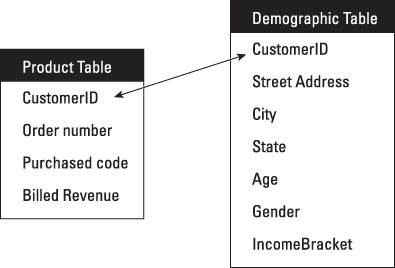 Product Table
CustomerID
Order number
Purchased code
Billed Revenue
Demographic Table
CustomerID
Street Address
City
State
Age
Gender
IncomeBracket